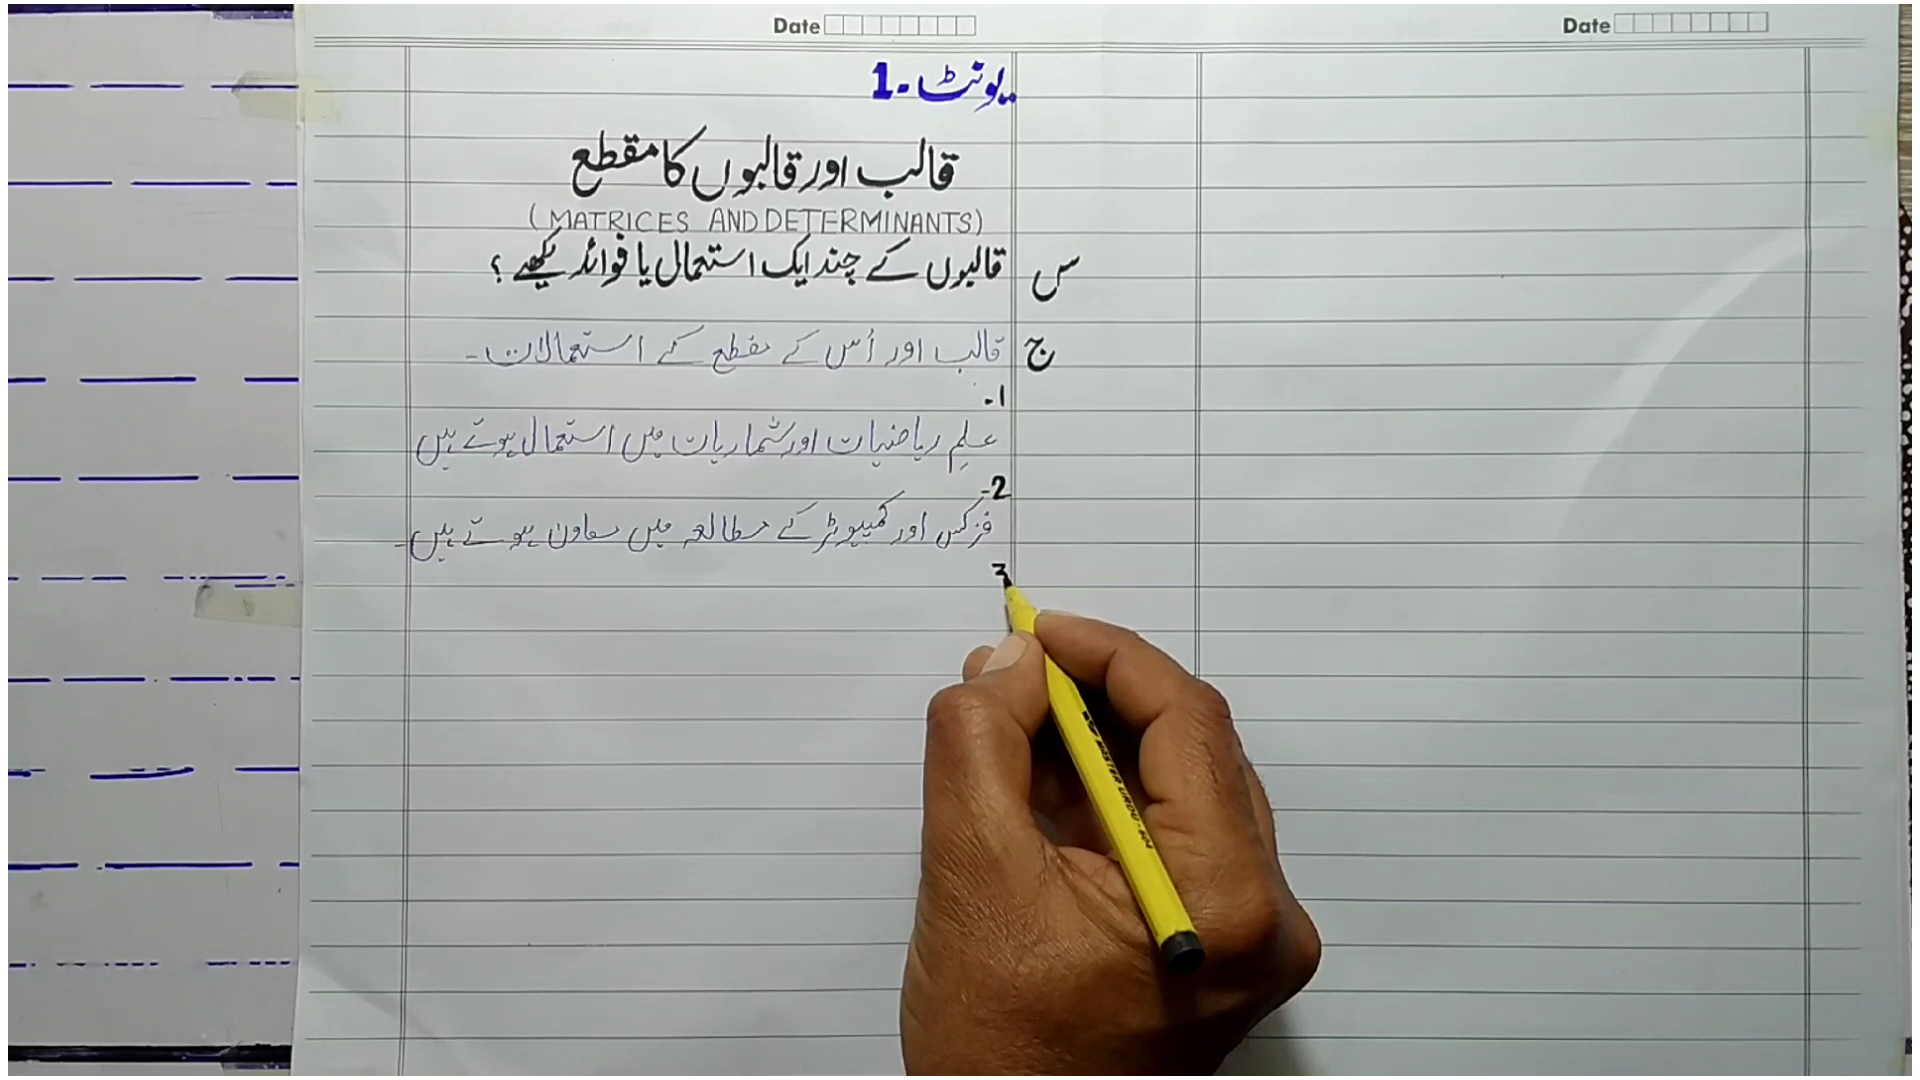 Date
Date
یونٹ -1
قالب اور قالبوں کا مقطع
(MATRICES AND DETERMINANTS)
س قالبوں کے چند ایک استعمال یا فوائد لکھیے؟
ج قالب اور اُس کے مقطع کے استعمالات۔
1-
علمِ ریاضیات اور شماریات میں استعمال ہوتے ہیں
2-
فزکس اور کمپیوٹر کے مطالعہ میں معاون ہوتے ہیں۔
3